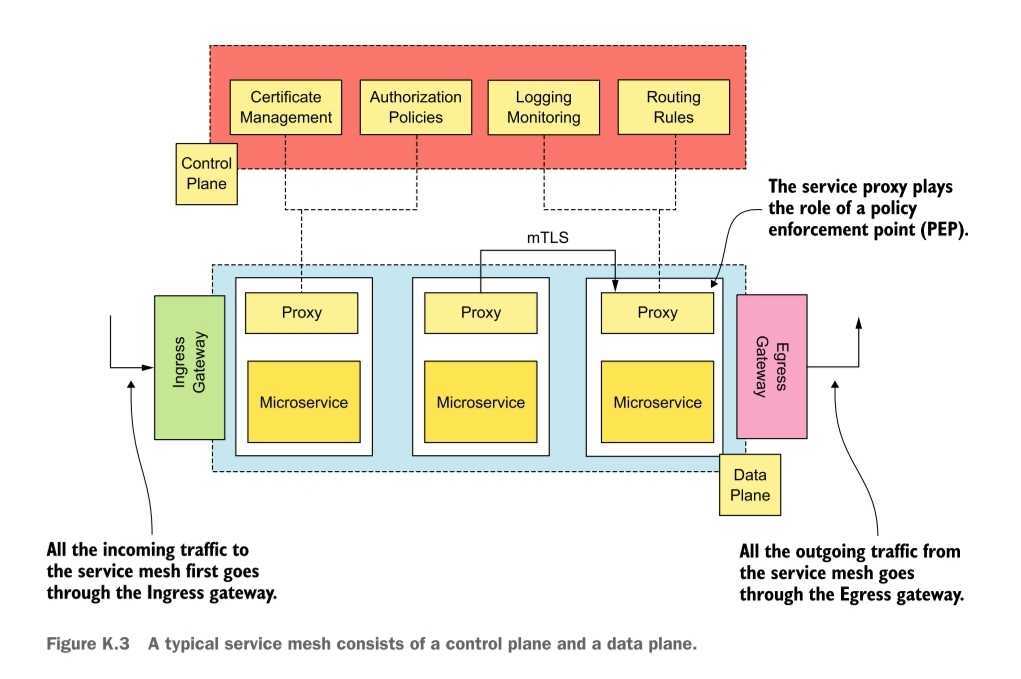 Certificate
Management
Authorization
Policies
Logging
Monitoring
Routing
Rules
Control
Plane
The service proxy plays
the role of a policy
enforcement point (PEP).
mTLS
Ingress
Gateway
Proxy
Microservice
Proxy
Microservice
Proxy
Microservice
Egress
Gateway
Data
Plane
All the incoming traffic to
the service mesh first goes
through the Ingress gateway.
All the outgoing traffic from
the service mesh goes
through the Egress gateway.
Figure K.3 A typical service mesh consists of a control plane and a data plane.